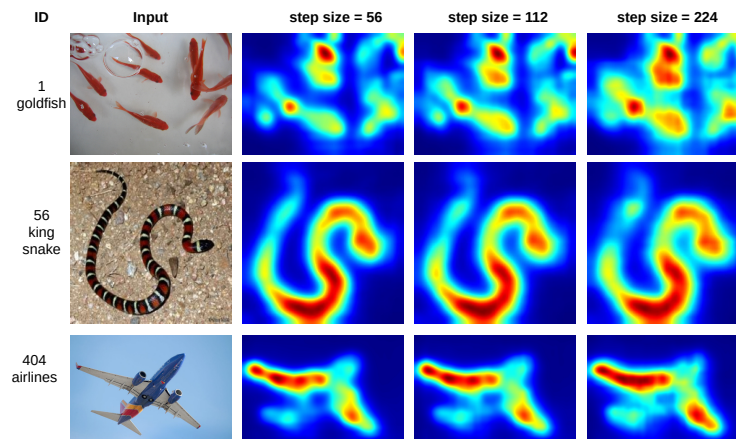 ID Input step size = 56 step size = 112 step size = 224
1
goldfish
56
king
snake
404
airlines